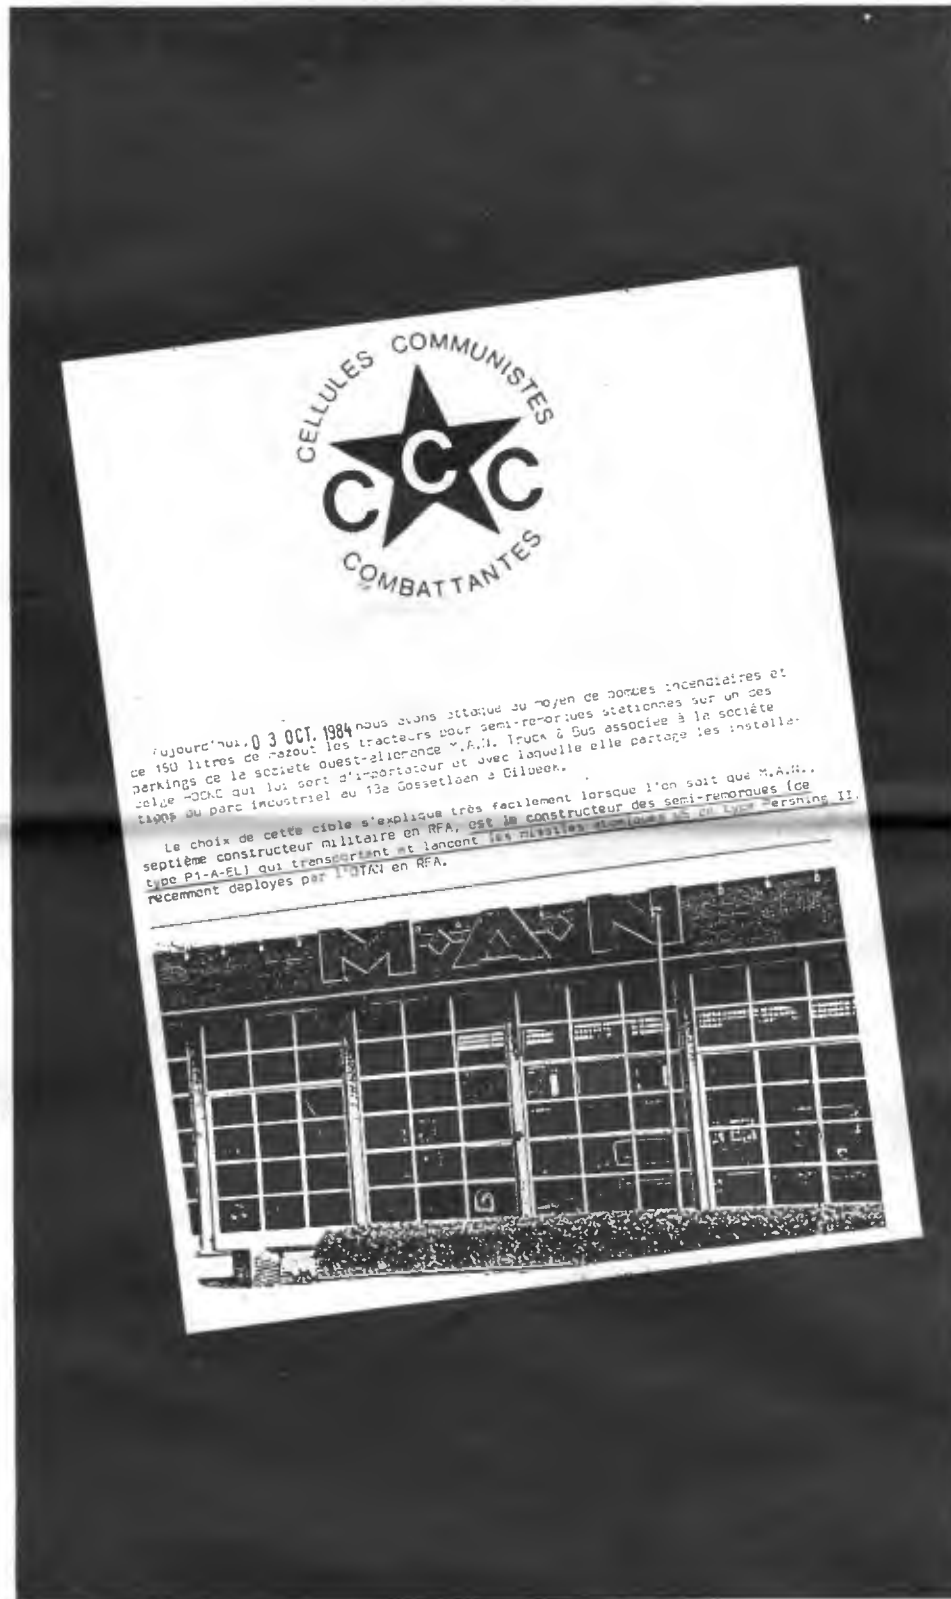 CELLULES COMMUNISTES
C C C
COMBATTANTES
Aujourd'hui, 0 3 OCT. 1984 nous avons attaqué au moyen de bombes incendiaires et
de 150 litres de mazout les tracteurs pour semi-remorques stationnés sur un des
parkings de la société ouest-allemande M.A.N. Truck & Bus associée à la société
belge qui lui sert d'importateur et avec laquelle elle partage les installa-
tions du parc industriel au 13a Gossetlaan à Dilbeek.
Le choix de cette cible s'explique très facilement lorsque l'on sait que M.A.N.,
septième constructeur militaire en RFA, est le constructeur des semi-remorques (de
type P1-A-EL) qui transportent et lancent les missiles atomiques US de type Pershing II.
récemment déployés par l'OTAN en RFA.
M·A·N